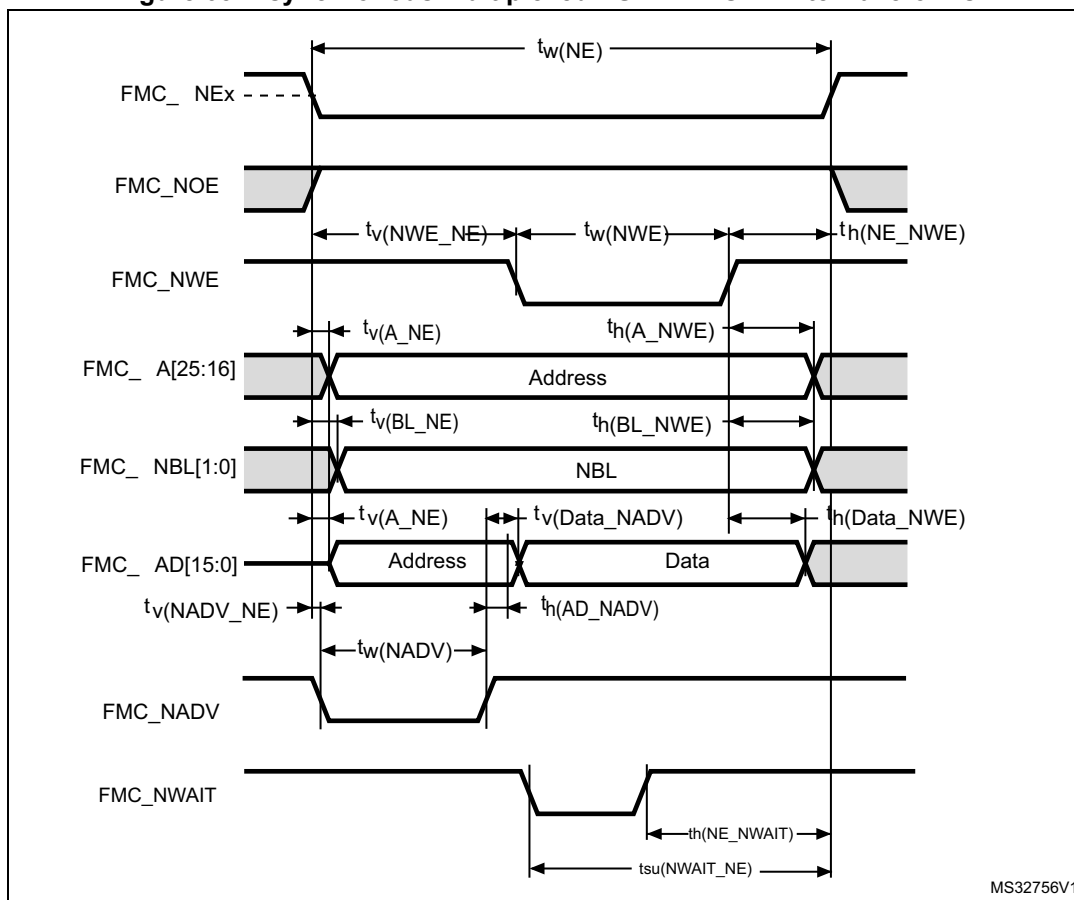 tw(NE)
FMC_ NEx
FMC_NOE
tv(NWE_NE)
tw(NWE)
th(NE_NWE)
FMC_NWE
tv(A_NE)
th(A_NWE)
FMC_ A[25:16]
Address
tv(BL_NE)
th(BL_NWE)
FMC_ NBL[1:0]
NBL
tv(A_NE)
tv(Data_NADV)
th(Data_NWE)
FMC_ AD[15:0]
Address
Data
tv(NADV_NE)
th(AD_NADV)
tw(NADV)
FMC_NADV
FMC_NWAIT
th(NE_NWAIT)
tsu(NWAIT_NE)
MS32756V1